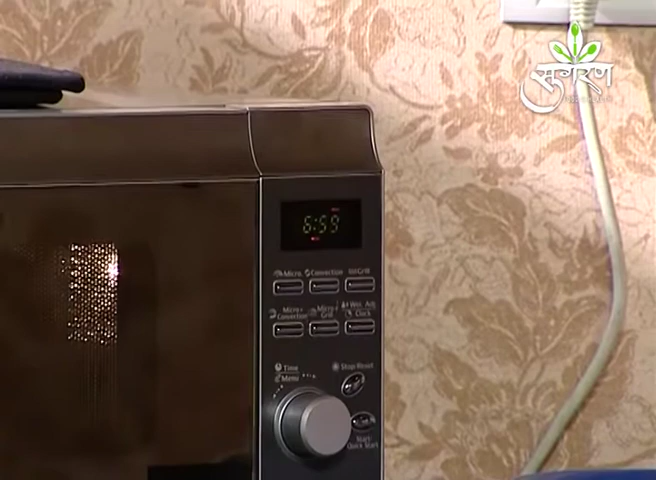 सुगरण
6:59
Micro. Convection Grill
Micro+ Convection Micro+ Grill Wei. Adj. Clock
Time Menu
Stop/Reset
Start/ Quick Start